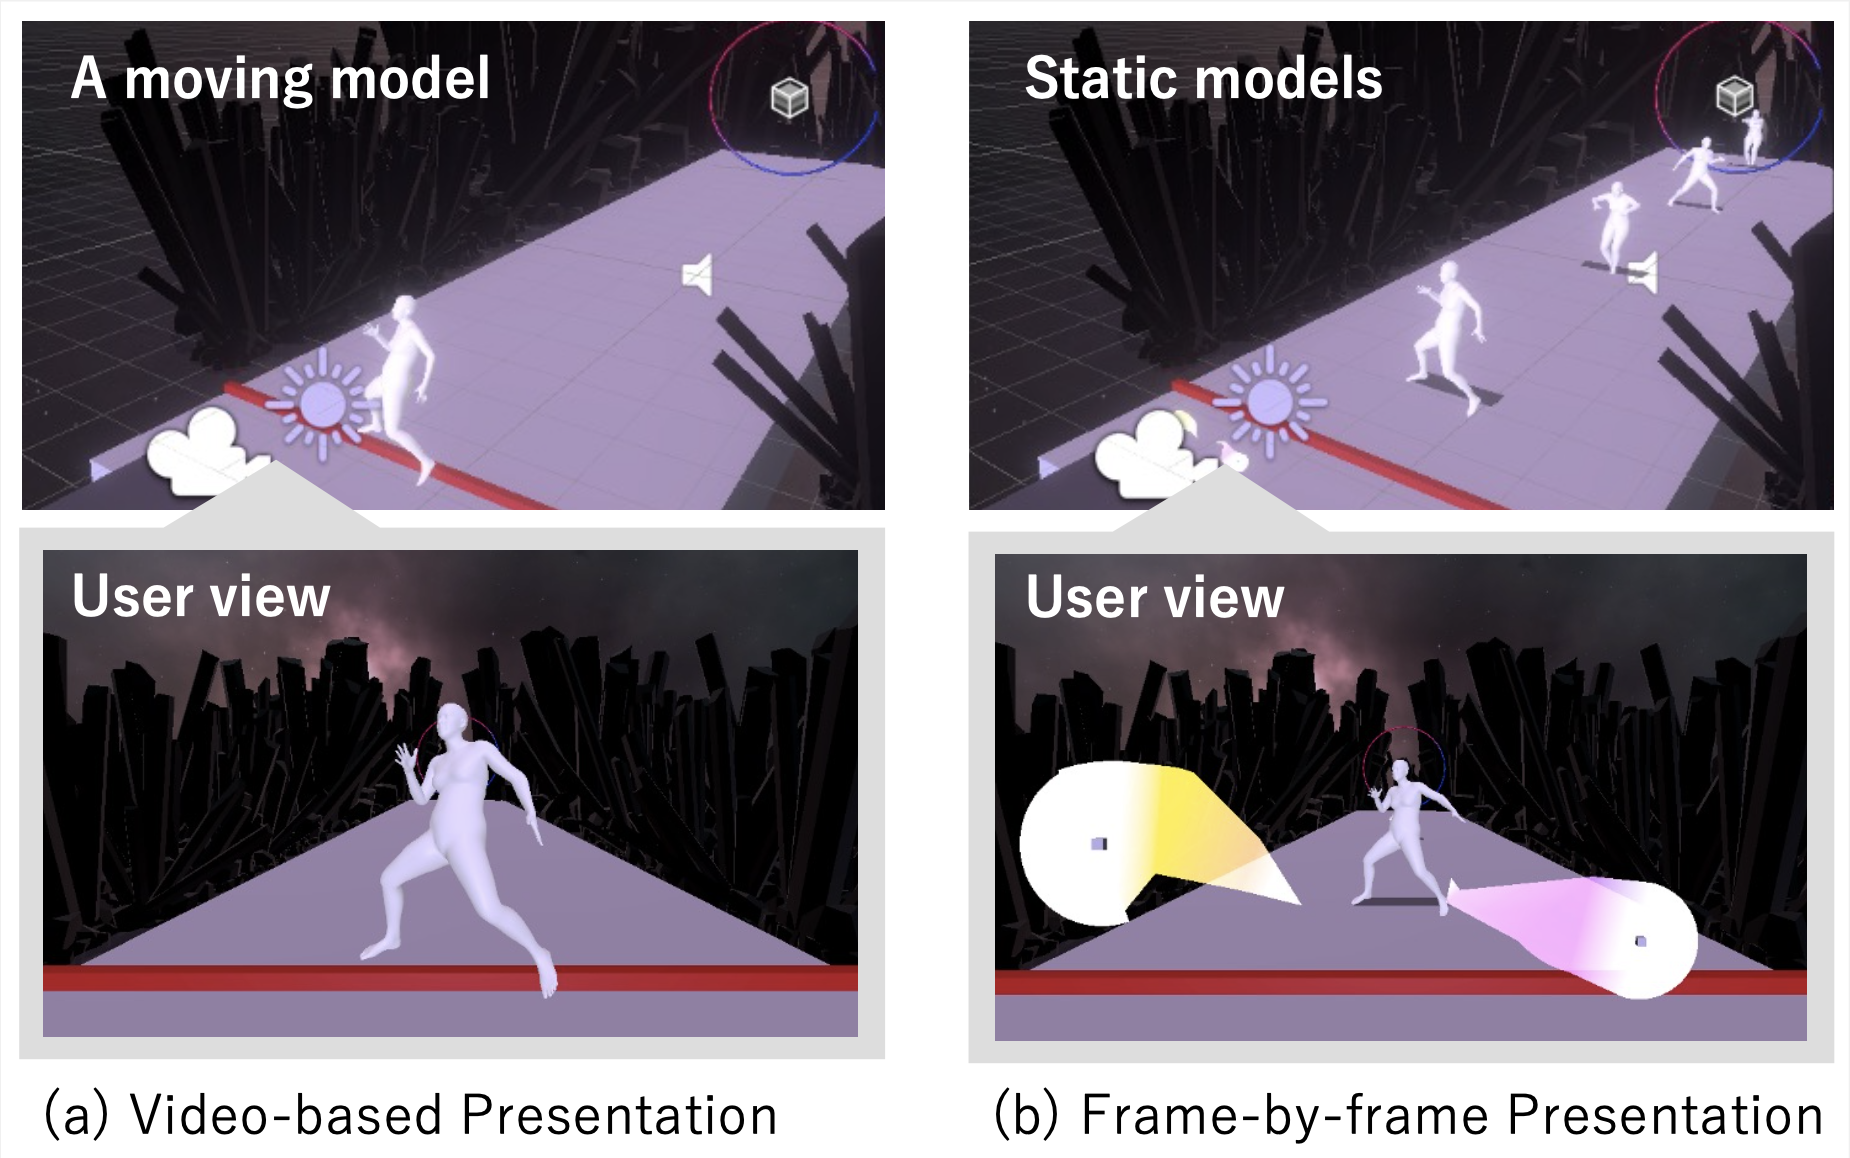 A moving model
Static models
User view
User view
(a) Video-based Presentation
(b) Frame-by-frame Presentation